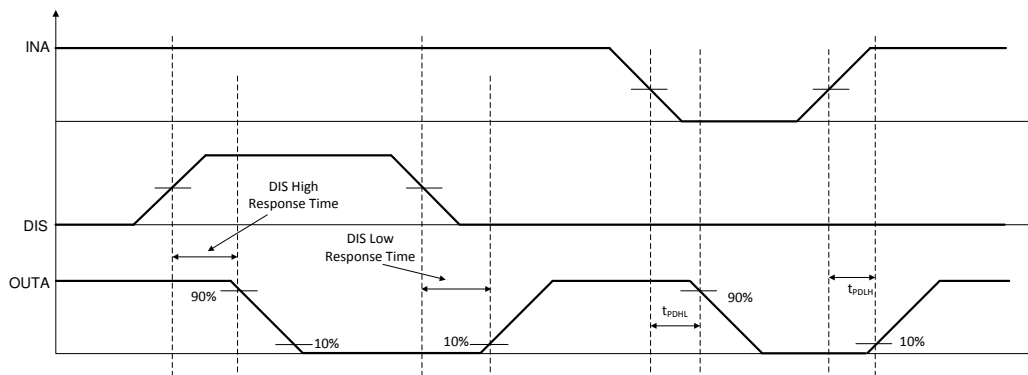 INA
DIS High
Response Time
DIS
DIS Low
Response Time
OUTA
90%
10%
10%
90%
tPDHL
tPDLH
10%